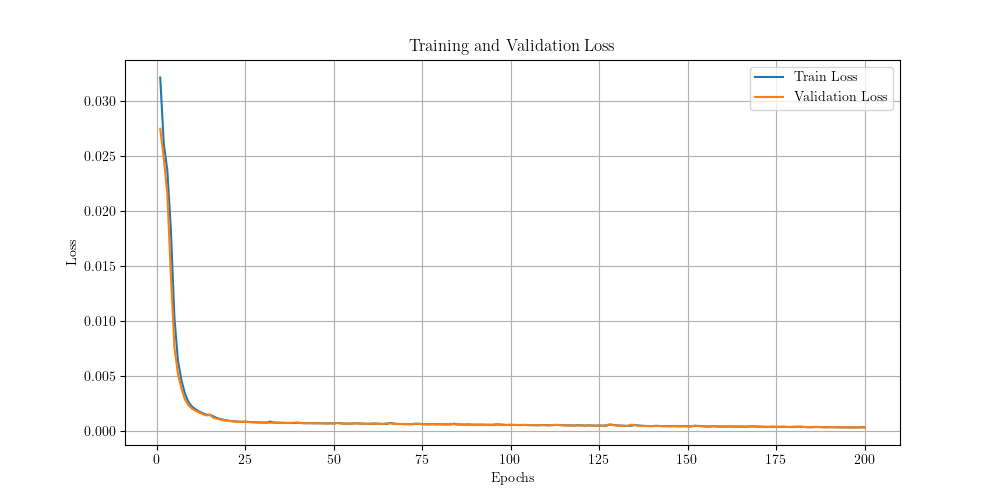 Training and Validation Loss
Train Loss
Validation Loss
0.030
0.025
0.020
0.015
0.010
0.005
0.000
Loss
0 25 50 75 100 125 150 175 200
Epochs